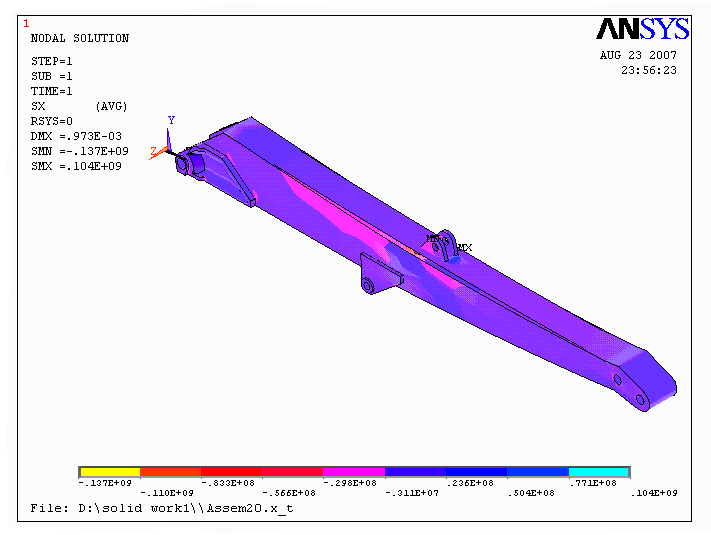 1
NODAL SOLUTION
STEP=1
SUB =1
TIME=1
SX (AVG)
RSYS=0
DMX =.973E-03
SMN =-.137E+09
SMX =.104E+09
ANSYS
AUG 23 2007
23:56:23
Y
Z
MX
-.137E+09 -.833E+08 -.298E+08 .236E+08 .771E+08
-.110E+09 -.566E+08 -.311E+07 .504E+08 .104E+09
File: D:\solid work1\\Assem20.x_t